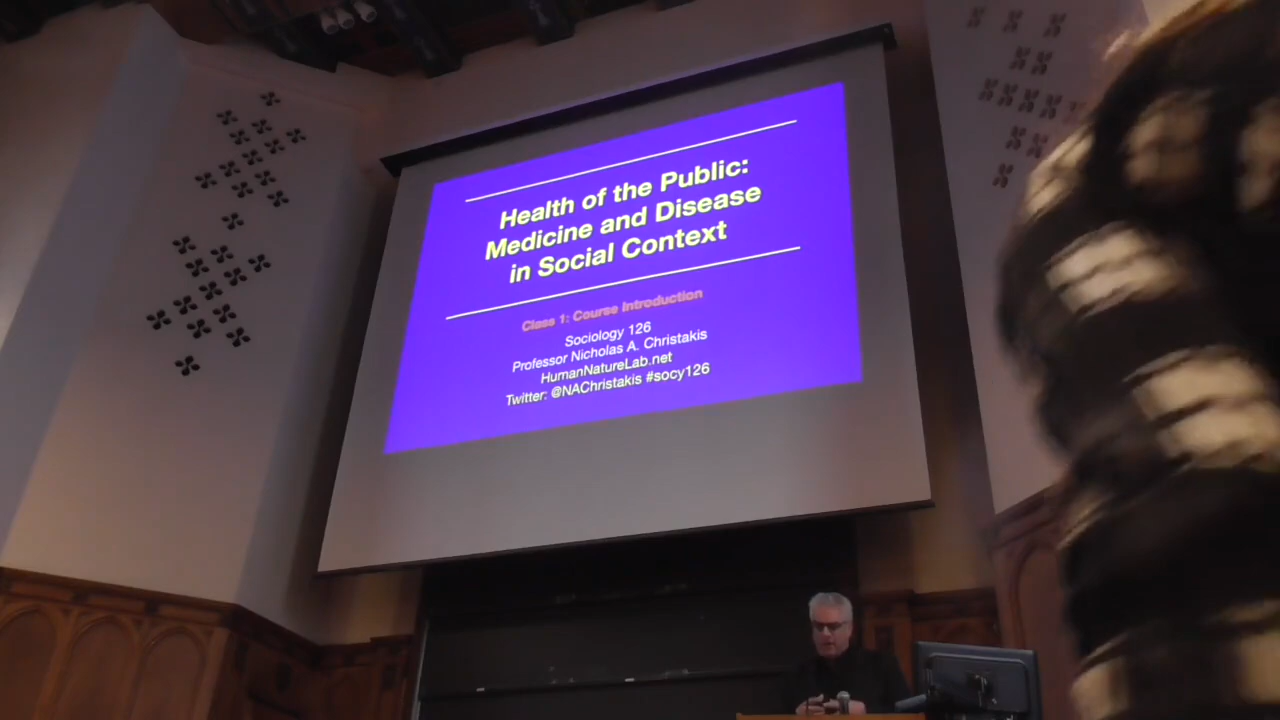 Health of the Public:
Medicine and Disease
in Social Context
Class 1: Course Introduction
Sociology 126
Professor Nicholas A. Christakis
HumanNatureLab.net
Twitter: @NAChristakis #socy126